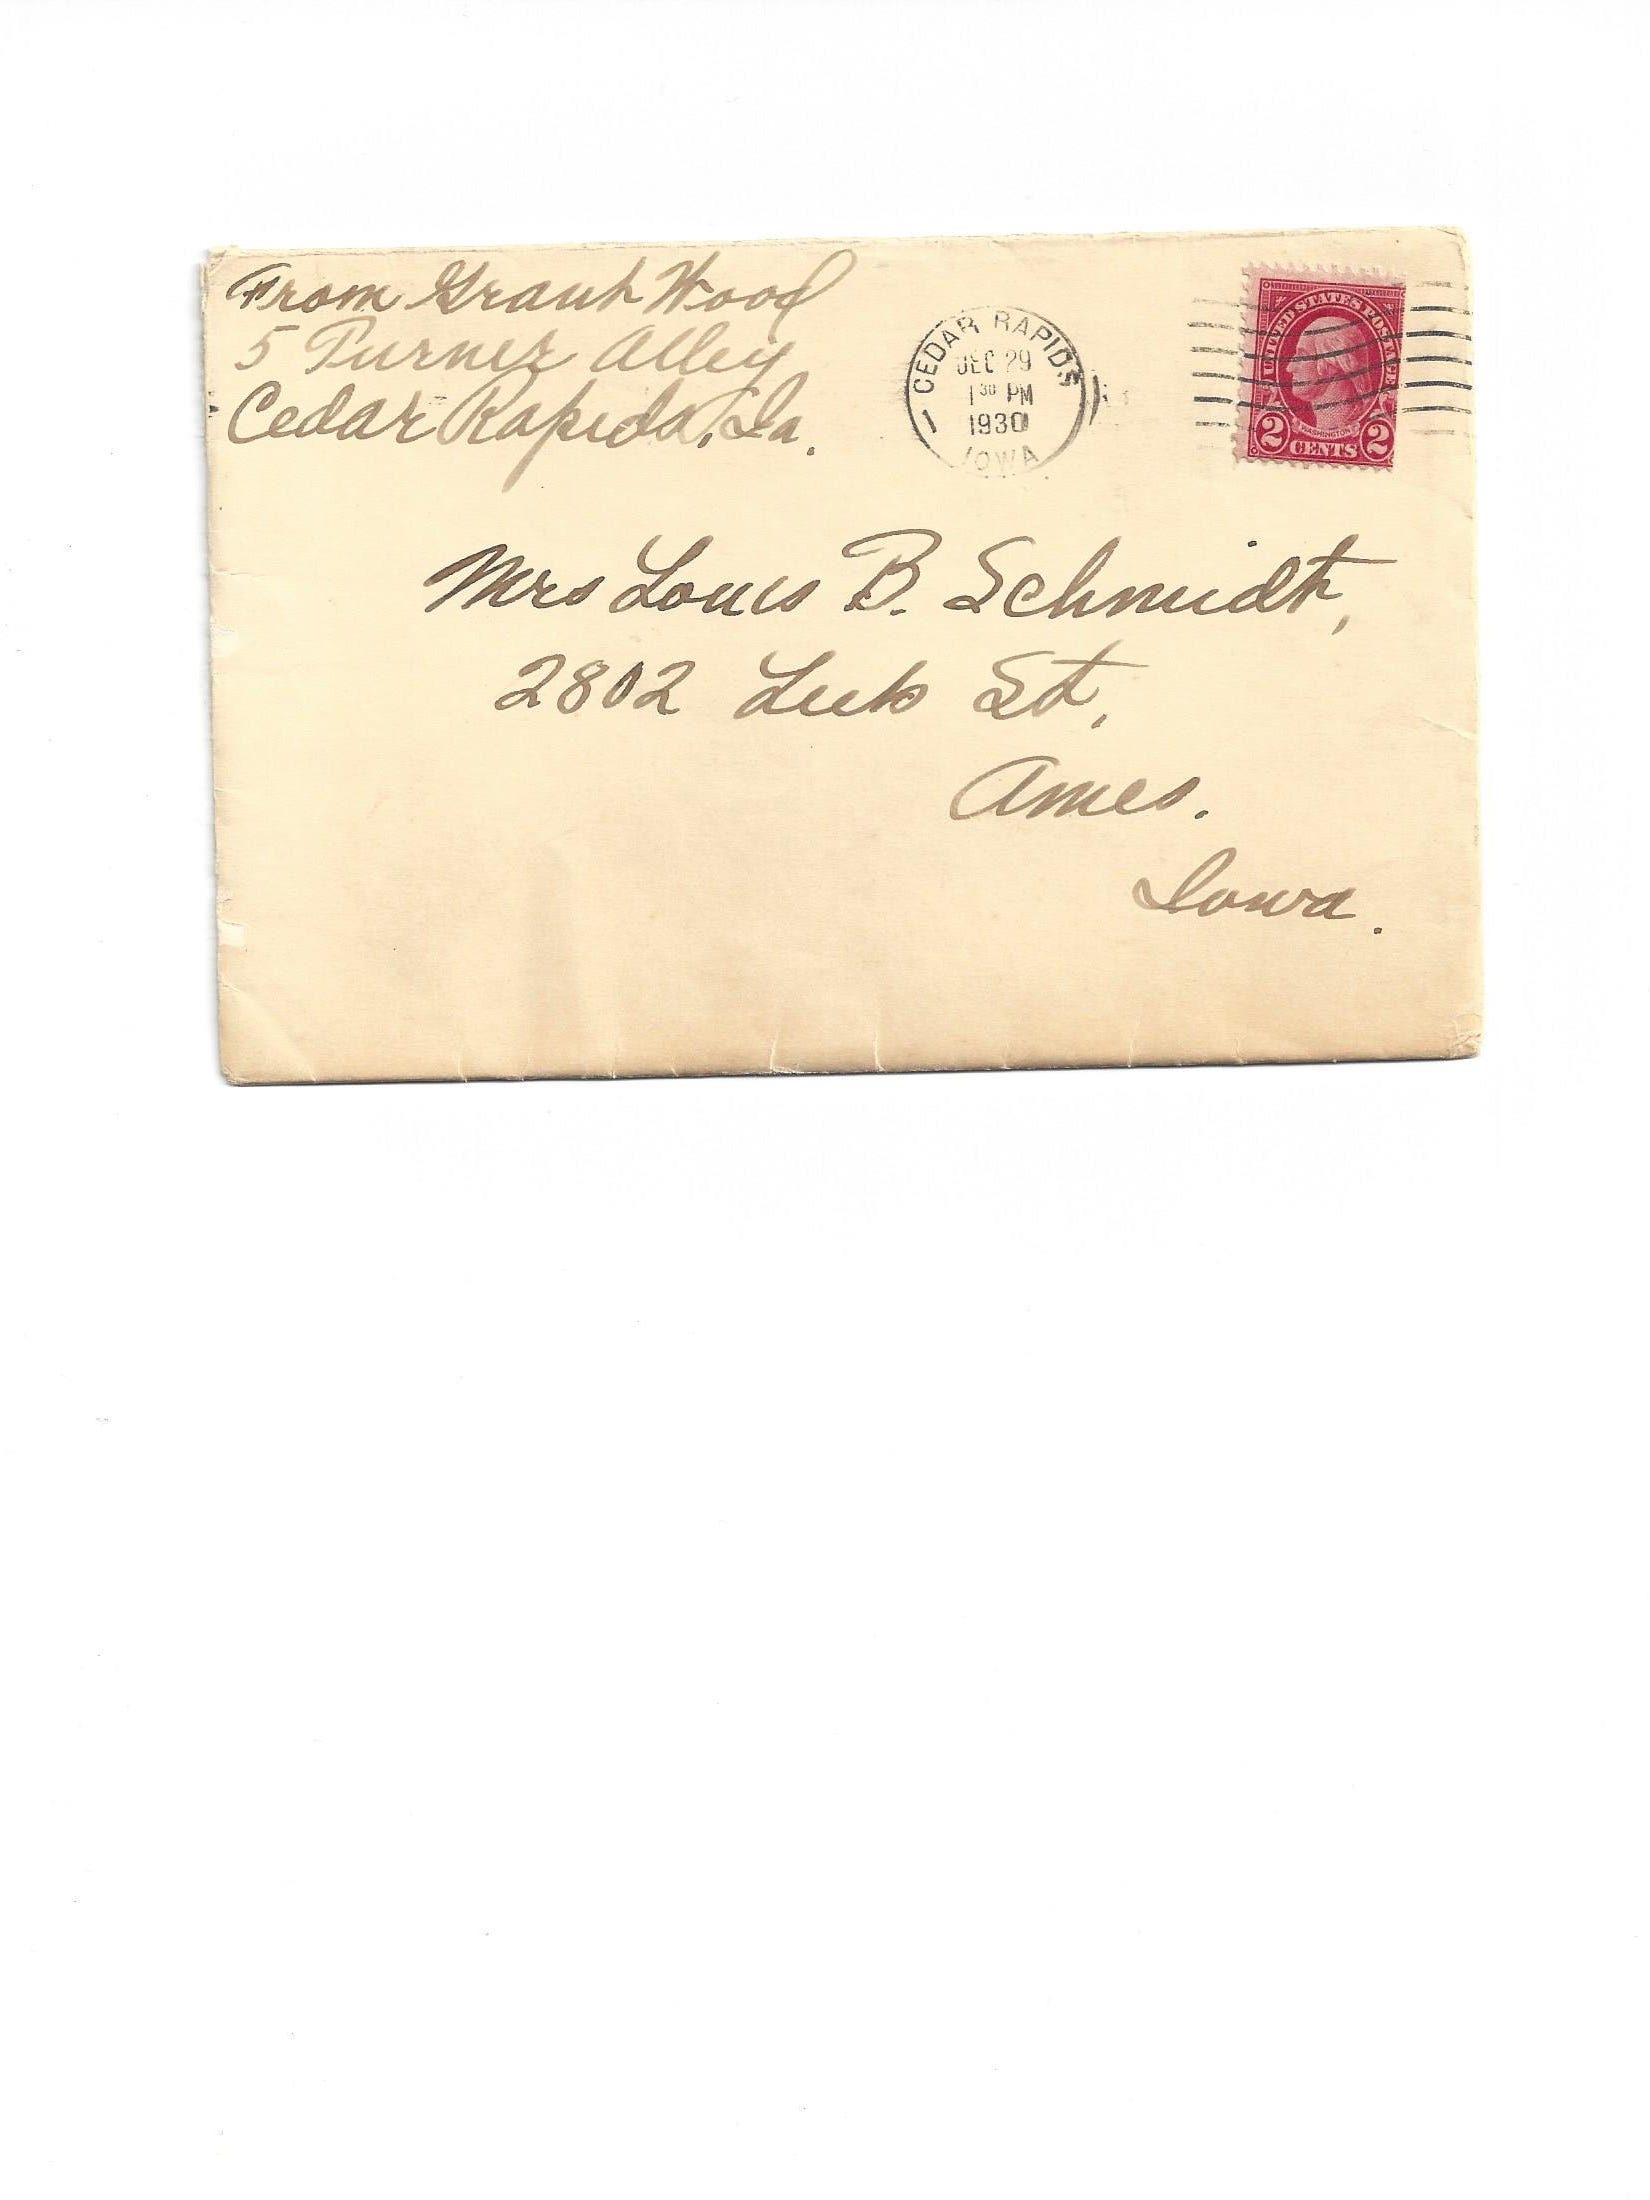 From Grant Wood
5 Turner Alley
Cedar Rapids, Ia.
CEDAR RAPIDS
DEC 29
1 30 PM
1930
IOWA
1
UNITED STATES POSTAGE
WASHINGTON
2 CENTS 2
Mrs Louis B. Schmidt,
2802 St,
Ames.
Iowa.